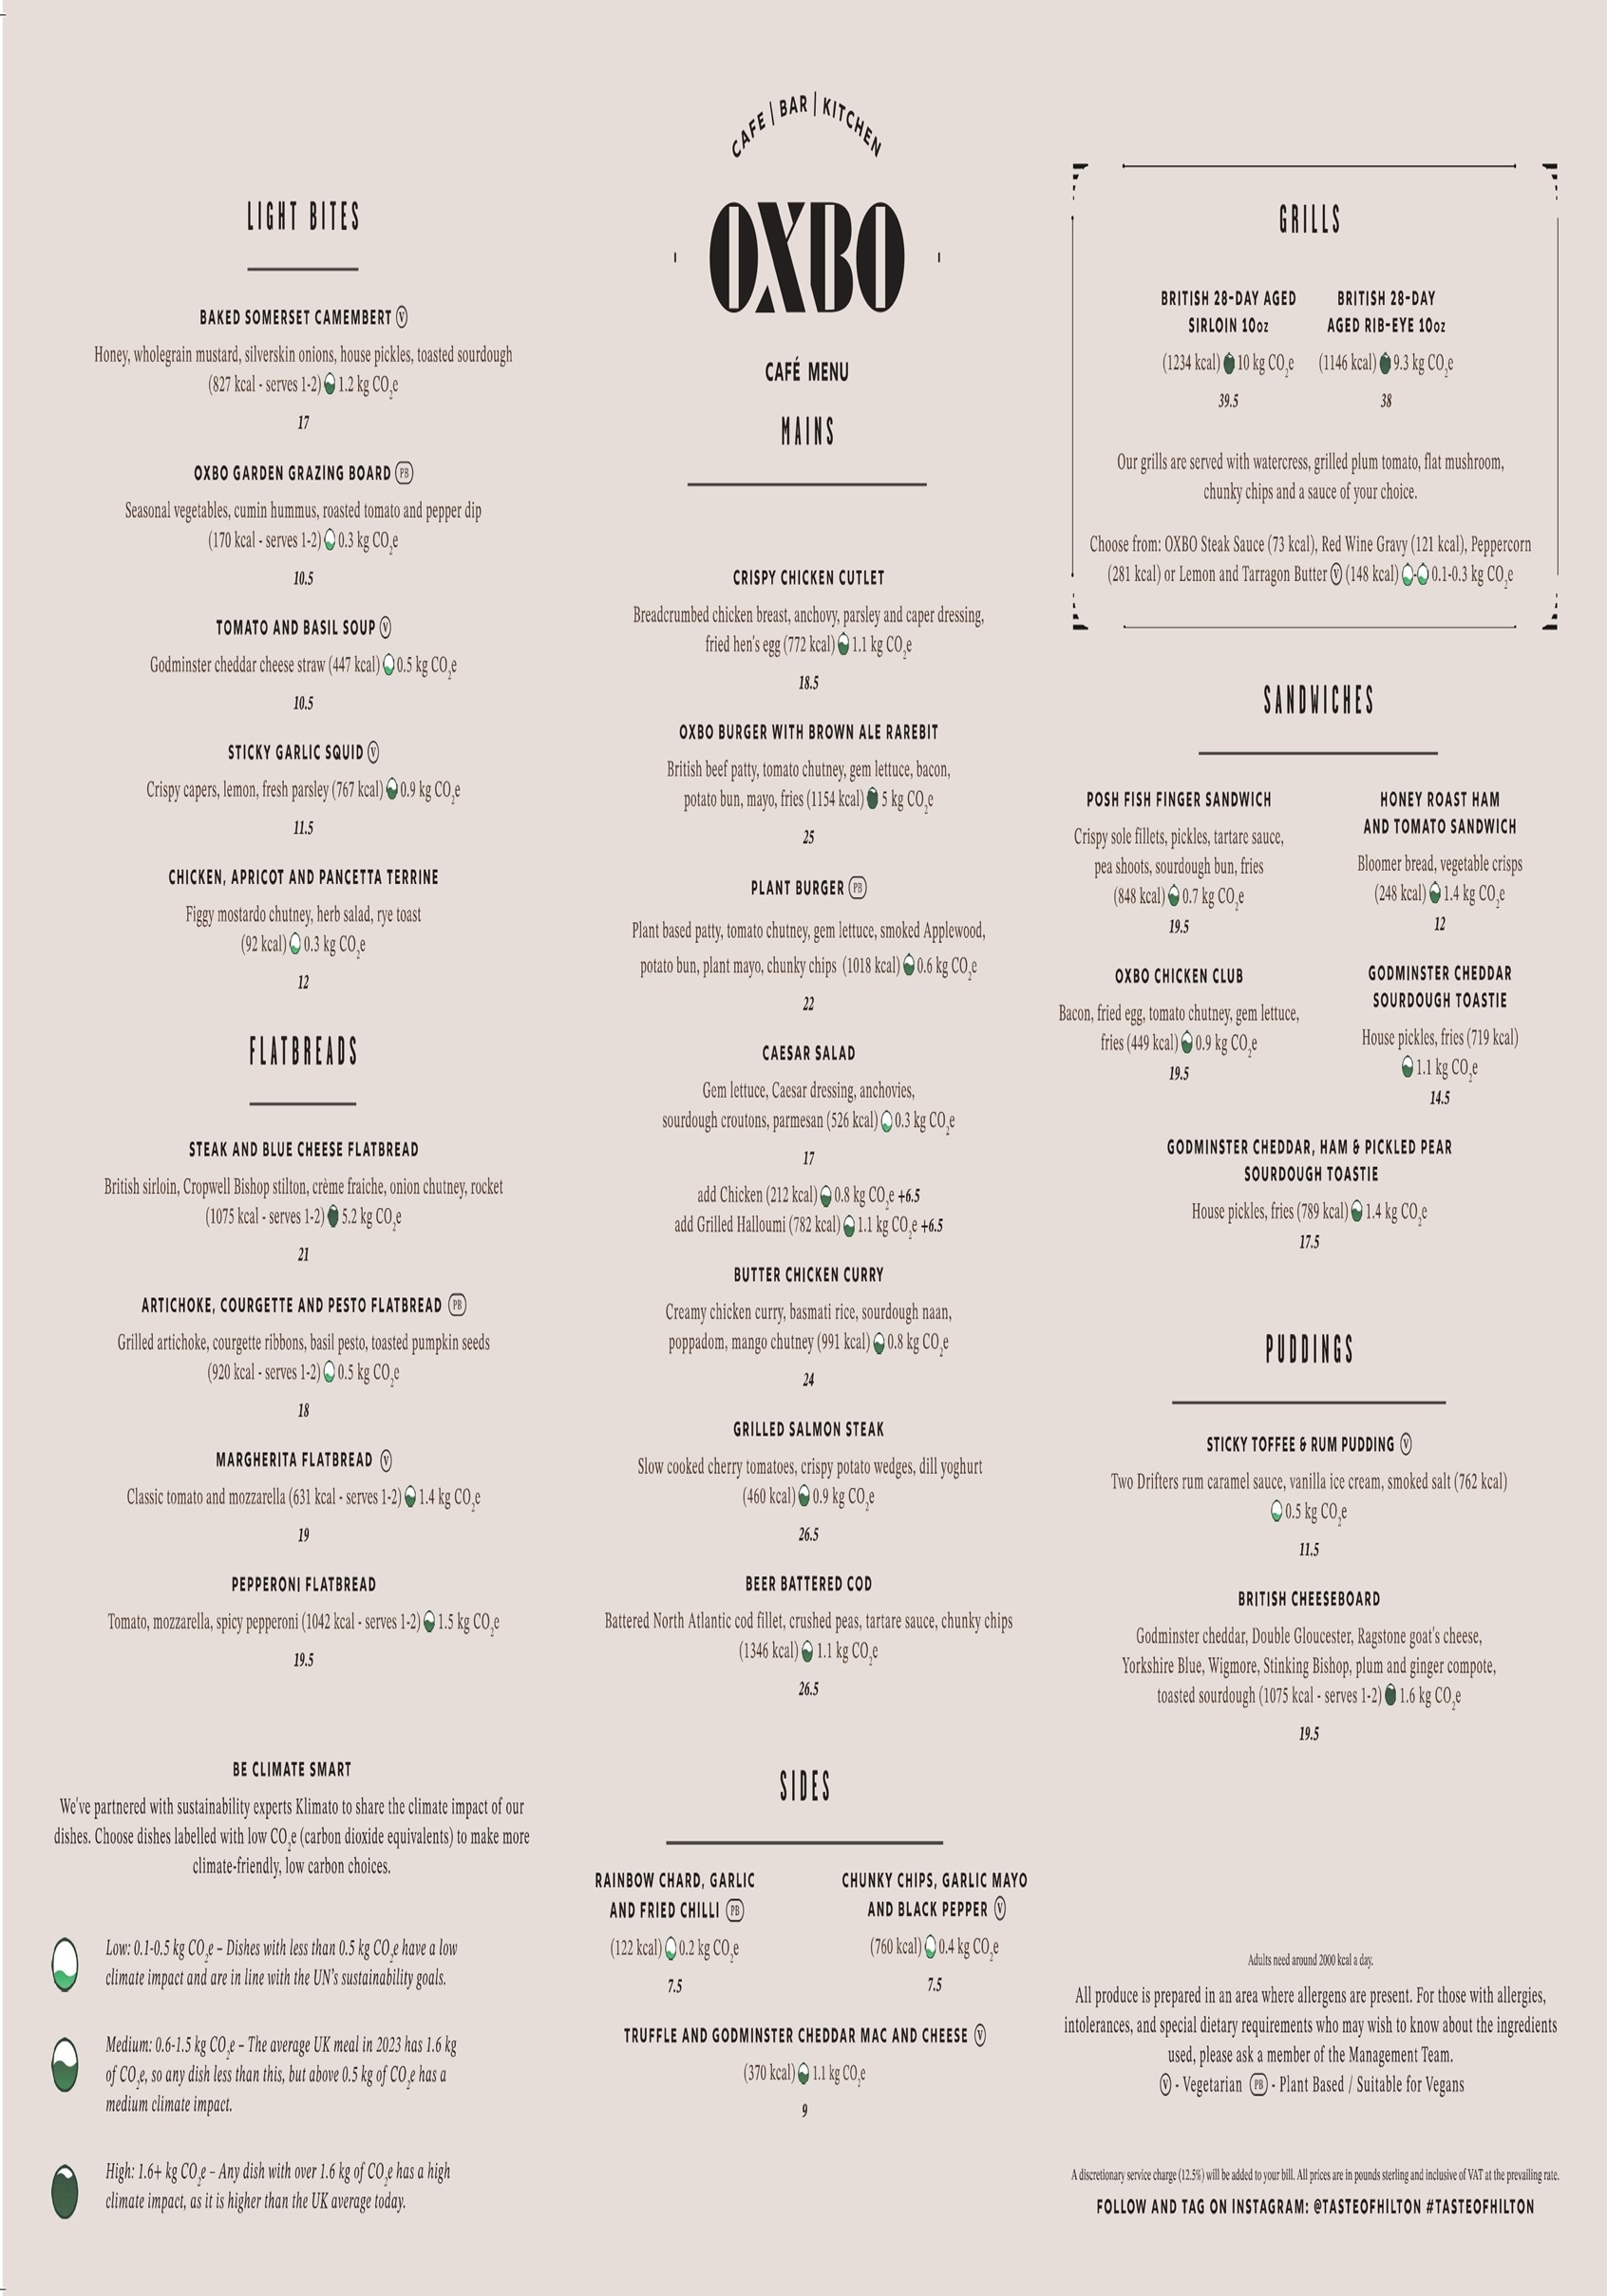 CAFE | BAR | KITCHEN
OXBO
CAFÉ MENU
LIGHT BITES
BAKED SOMERSET CAMEMBERT Ⓥ
Honey, wholegrain mustard, silverskin onions, house pickles, toasted sourdough
(827 kcal - serves 1-2) 1.2 kg CO₂e
17
OXBO GARDEN GRAZING BOARD PB
Seasonal vegetables, cumin hummus, roasted tomato and pepper dip
(170 kcal - serves 1-2) 0.3 kg CO₂e
10.5
TOMATO AND BASIL SOUP Ⓥ
Godminster cheddar cheese straw (447 kcal) 0.5 kg CO₂e
10.5
STICKY GARLIC SQUID Ⓥ
Crispy capers, lemon, fresh parsley (767 kcal) 0.9 kg CO₂e
11.5
CHICKEN, APRICOT AND PANCETTA TERRINE
Figgy mostardo chutney, herb salad, rye toast
(92 kcal) 0.3 kg CO₂e
12
FLATBREADS
STEAK AND BLUE CHEESE FLATBREAD
British sirloin, Cropwell Bishop stilton, crème fraiche, onion chutney, rocket
(1075 kcal - serves 1-2) 5.2 kg CO₂e
21
ARTICHOKE, COURGETTE AND PESTO FLATBREAD PB
Grilled artichoke, courgette ribbons, basil pesto, toasted pumpkin seeds
(920 kcal - serves 1-2) 0.5 kg CO₂e
18
MARGHERITA FLATBREAD Ⓥ
Classic tomato and mozzarella (631 kcal - serves 1-2) 1.4 kg CO₂e
19
PEPPERONI FLATBREAD
Tomato, mozzarella, spicy pepperoni (1042 kcal - serves 1-2) 1.5 kg CO₂e
19.5
BE CLIMATE SMART
We've partnered with sustainability experts Klimato to share the climate impact of our
dishes. Choose dishes labelled with low CO₂e (carbon dioxide equivalents) to make more
climate-friendly, low carbon choices.
Low: 0.1-0.5 kg CO₂e – Dishes with less than 0.5 kg CO₂e have a low
climate impact and are in line with the UN's sustainability goals.
Medium: 0.6-1.5 kg CO₂e – The average UK meal in 2023 has 1.6 kg
of CO₂e, so any dish less than this, but above 0.5 kg of CO₂e has a
medium climate impact.
High: 1.6+ kg CO₂e – Any dish with over 1.6 kg of CO₂e has a high
climate impact, as it is higher than the UK average today.
MAINS
CRISPY CHICKEN CUTLET
Breadcrumbed chicken breast, anchovy, parsley and caper dressing,
fried hen's egg (772 kcal) 1.1 kg CO₂e
18.5
OXBO BURGER WITH BROWN ALE RAREBIT
British beef patty, tomato chutney, gem lettuce, bacon,
potato bun, mayo, fries (1154 kcal) 5 kg CO₂e
25
PLANT BURGER PB
Plant based patty, tomato chutney, gem lettuce, smoked Applewood,
potato bun, plant mayo, chunky chips (1018 kcal) 0.6 kg CO₂e
22
CAESAR SALAD
Gem lettuce, Caesar dressing, anchovies,
sourdough croutons, parmesan (526 kcal) 0.3 kg CO₂e
17
add Chicken (212 kcal) 0.8 kg CO₂e +6.5
add Grilled Halloumi (782 kcal) 1.1 kg CO₂e +6.5
BUTTER CHICKEN CURRY
Creamy chicken curry, basmati rice, sourdough naan,
poppadom, mango chutney (991 kcal) 0.8 kg CO₂e
24
GRILLED SALMON STEAK
Slow cooked cherry tomatoes, crispy potato wedges, dill yoghurt
(460 kcal) 0.9 kg CO₂e
26.5
BEER BATTERED COD
Battered North Atlantic cod fillet, crushed peas, tartare sauce, chunky chips
(1346 kcal) 1.1 kg CO₂e
26.5
SIDES
RAINBOW CHARD, GARLIC
AND FRIED CHILLI PB
(122 kcal) 0.2 kg CO₂e
7.5
CHUNKY CHIPS, GARLIC MAYO
AND BLACK PEPPER Ⓥ
(760 kcal) 0.4 kg CO₂e
7.5
TRUFFLE AND GODMINSTER CHEDDAR MAC AND CHEESE Ⓥ
(370 kcal) 1.1 kg CO₂e
9
GRILLS
BRITISH 28-DAY AGED
SIRLOIN 10oz
(1234 kcal) 10 kg CO₂e
39.5
BRITISH 28-DAY
AGED RIB-EYE 10oz
(1146 kcal) 9.3 kg CO₂e
38
Our grills are served with watercress, grilled plum tomato, flat mushroom,
chunky chips and a sauce of your choice.
Choose from: OXBO Steak Sauce (73 kcal), Red Wine Gravy (121 kcal), Peppercorn
(281 kcal) or Lemon and Tarragon Butter Ⓥ (148 kcal) - 0.1-0.3 kg CO₂e
SANDWICHES
POSH FISH FINGER SANDWICH
Crispy sole fillets, pickles, tartare sauce,
pea shoots, sourdough bun, fries
(848 kcal) 0.7 kg CO₂e
19.5
HONEY ROAST HAM
AND TOMATO SANDWICH
Bloomer bread, vegetable crisps
(248 kcal) 1.4 kg CO₂e
12
OXBO CHICKEN CLUB
Bacon, fried egg, tomato chutney, gem lettuce,
fries (449 kcal) 0.9 kg CO₂e
19.5
GODMINSTER CHEDDAR
SOURDOUGH TOASTIE
House pickles, fries (719 kcal)
1.1 kg CO₂e
14.5
GODMINSTER CHEDDAR, HAM & PICKLED PEAR
SOURDOUGH TOASTIE
House pickles, fries (789 kcal) 1.4 kg CO₂e
17.5
PUDDINGS
STICKY TOFFEE & RUM PUDDING Ⓥ
Two Drifters rum caramel sauce, vanilla ice cream, smoked salt (762 kcal)
0.5 kg CO₂e
11.5
BRITISH CHEESEBOARD
Godminster cheddar, Double Gloucester, Ragstone goat's cheese,
Yorkshire Blue, Wigmore, Stinking Bishop, plum and ginger compote,
toasted sourdough (1075 kcal - serves 1-2) 1.6 kg CO₂e
19.5
Adults need around 2000 kcal a day.
All produce is prepared in an area where allergens are present. For those with allergies,
intolerances, and special dietary requirements who may wish to know about the ingredients
used, please ask a member of the Management Team.
Ⓥ - Vegetarian PB - Plant Based / Suitable for Vegans
A discretionary service charge (12.5%) will be added to your bill. All prices are in pounds sterling and inclusive of VAT at the prevailing rate.
FOLLOW AND TAG ON INSTAGRAM: @TASTEOFHILTON #TASTEOFHILTON